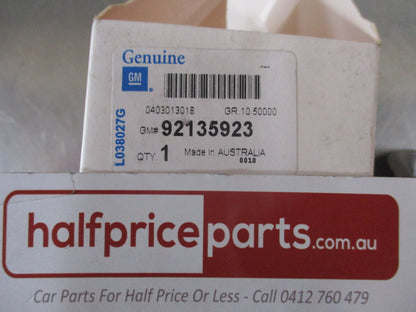 Genuine
GM
0403013018 GR.10.50000
GM# 92135923
QTY. 1 Made in AUSTRALIA
0010
L038027G
halfpriceparts.com.au
Car Parts For Half Price Or Less - Call 0412 760 479